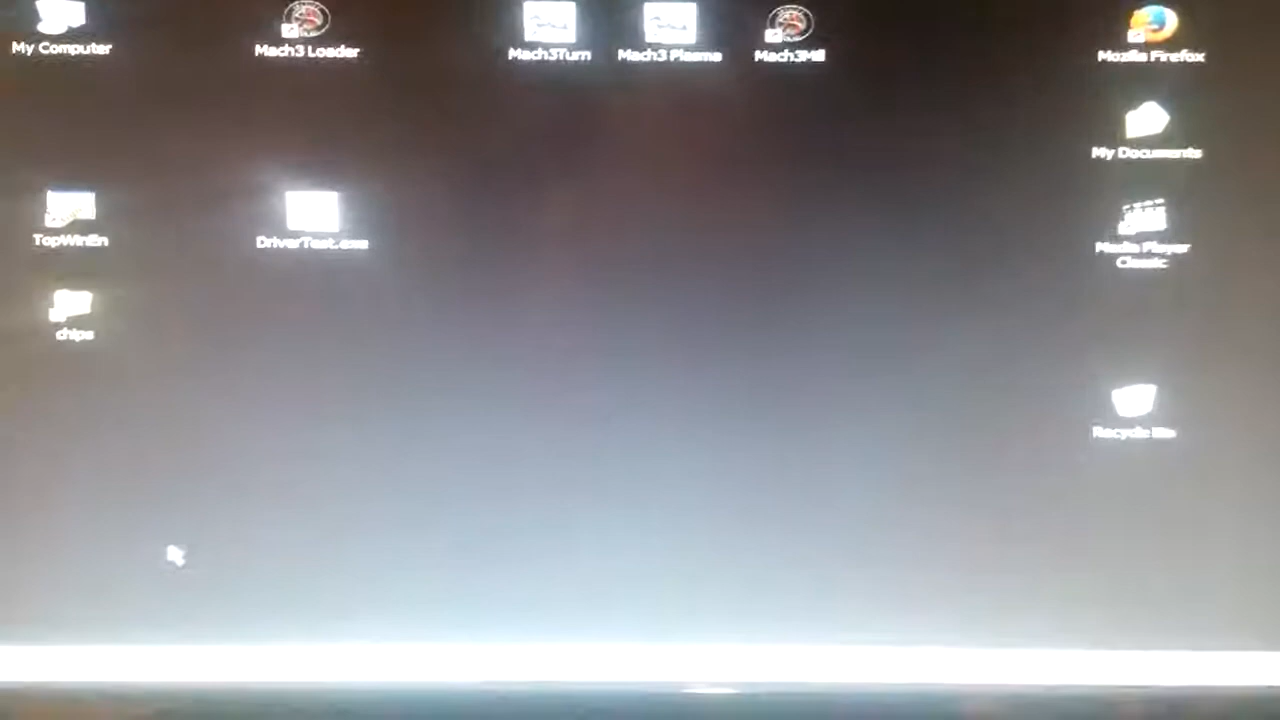 My Computer
Mach3 Loader
Mach3Turn
Mach3 Plasma
Mach3Mill
Mozilla Firefox
My Documents
TopWinEn
DriverTest.exe
Media Player
Classic
chips
Recycle Bin